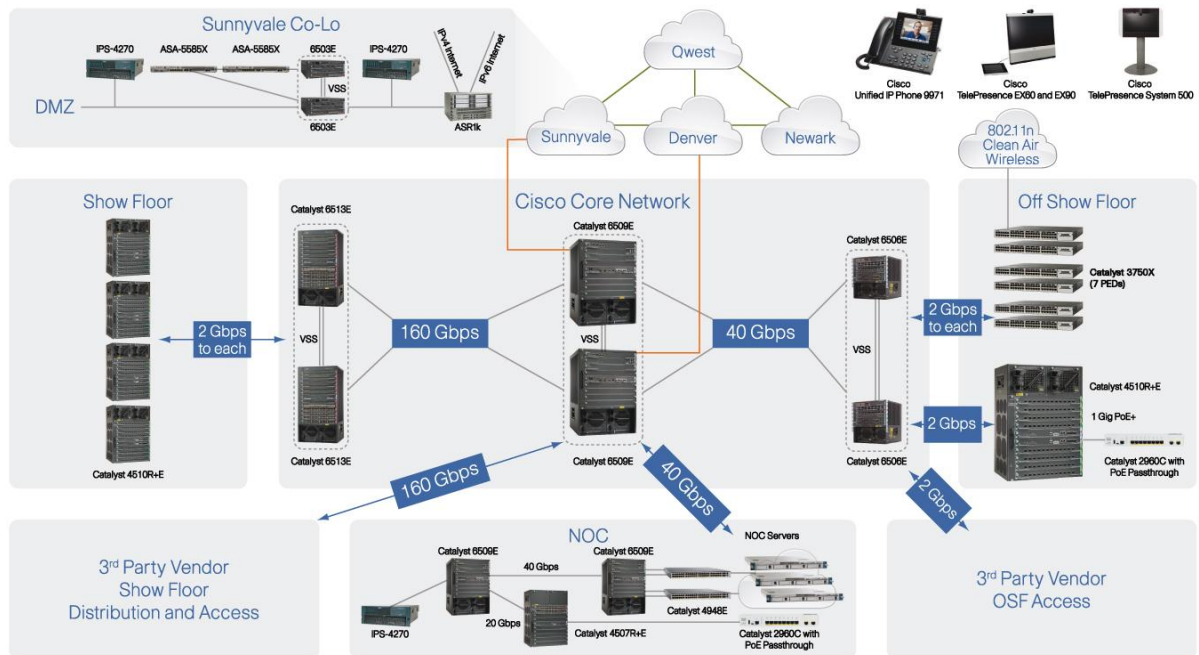 Sunnyvale Co-Lo
IPS-4270
ASA-5585X
ASA-5585X
6503E
IPS-4270
IPv4 Internet
IPv6 Internet
VSS
DMZ
6503E
ASR1k
Qwest
Sunnyvale
Denver
Newark
Cisco
Unified IP Phone 9971
Cisco
TelePresence EX60 and EX90
Cisco
TelePresence System 500
802.11n
Clean Air
Wireless
Show Floor
2 Gbps
to each
Catalyst 4510R+E
Cisco Core Network
Catalyst 6513E
VSS
Catalyst 6513E
160 Gbps
Catalyst 6509E
VSS
Catalyst 6509E
40 Gbps
Catalyst 6506E
VSS
Catalyst 6506E
Off Show Floor
Catalyst 3750X
(7 PEDs)
2 Gbps
to each
Catalyst 4510R+E
2 Gbps
1 Gig PoE+
Catalyst 2960C with
PoE Passthrough
160 Gbps
40 Gbps
2 Gbps
3rd Party Vendor
Show Floor
Distribution and Access
NOC
Catalyst 6509E
Catalyst 6509E
NOC Servers
40 Gbps
Catalyst 4948E
IPS-4270
20 Gbps
Catalyst 4507R+E
Catalyst 2960C with
PoE Passthrough
3rd Party Vendor
OSF Access